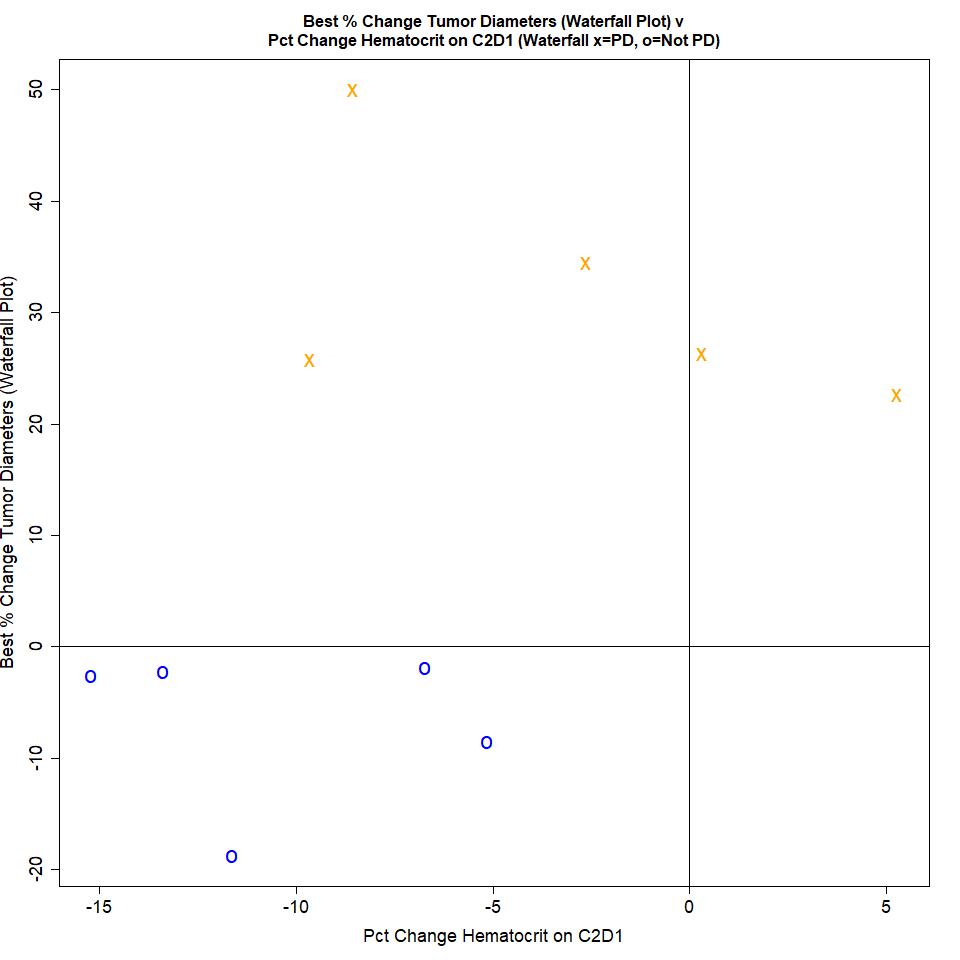 Best % Change Tumor Diameters (Waterfall Plot) v
Pct Change Hematocrit on C2D1 (Waterfall x=PD, o=Not PD)
Best % Change Tumor Diameters (Waterfall Plot)
50
40
30
20
10
0
-10
-20
X
X
X
X
X
O
O
O
O
O
-15
-10
-5
0
5
Pct Change Hematocrit on C2D1